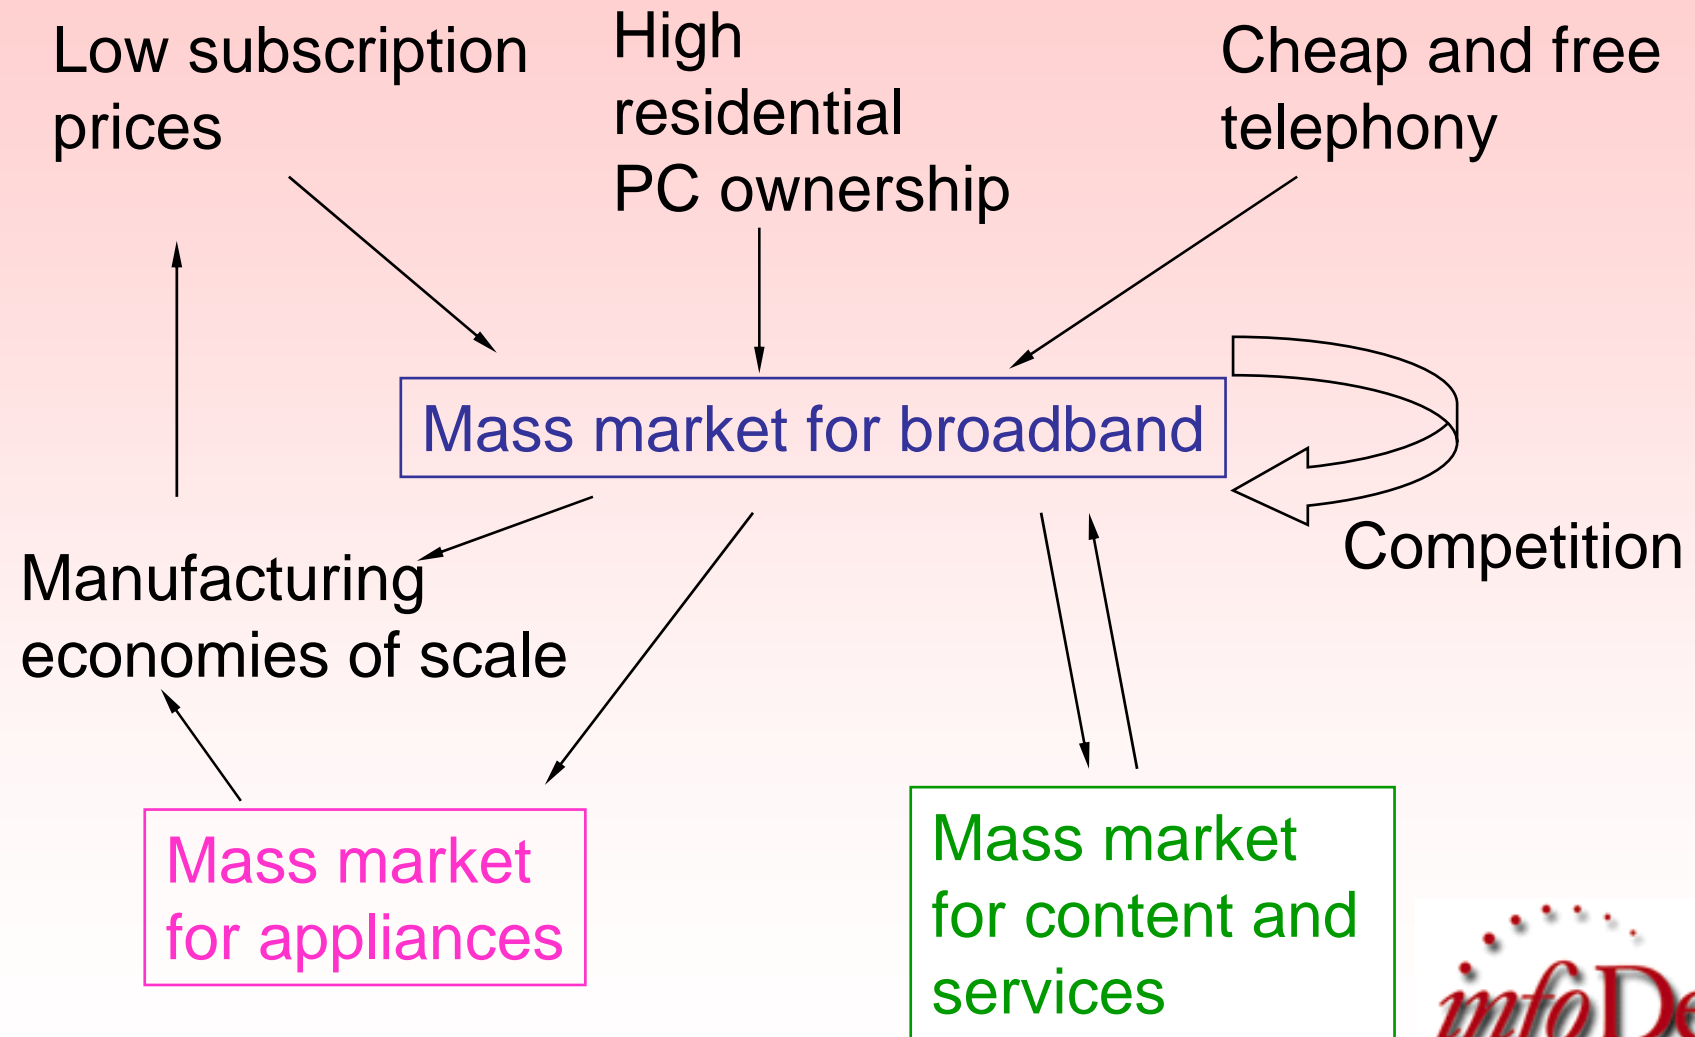 Low subscription
prices
High
residential
PC ownership
Cheap and free
telephony
Mass market for broadband
Competition
Manufacturing
economies of scale
Mass market
for appliances
Mass market
for content and
services
infoDe